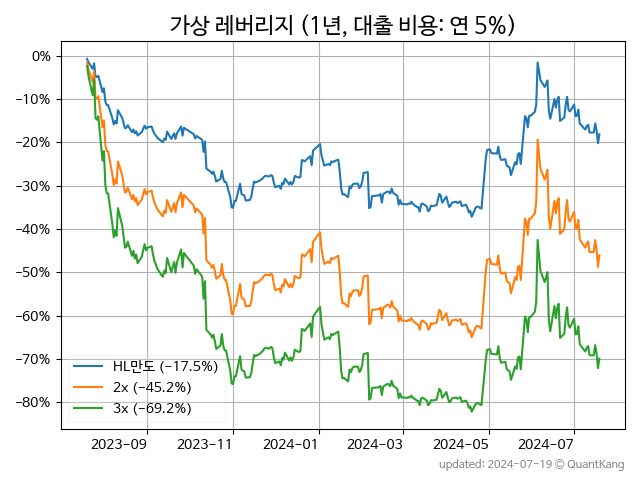 가상 레버리지 (1년, 대출 비용: 연 5%)
0%
−10%
−20%
−30%
−40%
−50%
−60%
−70%
−80%
HL만도 (−17.5%)
2x (−45.2%)
3x (−69.2%)
2023-09 2023-11 2024-01 2024-03 2024-05 2024-07
updated: 2024-07-19 © QuantKang